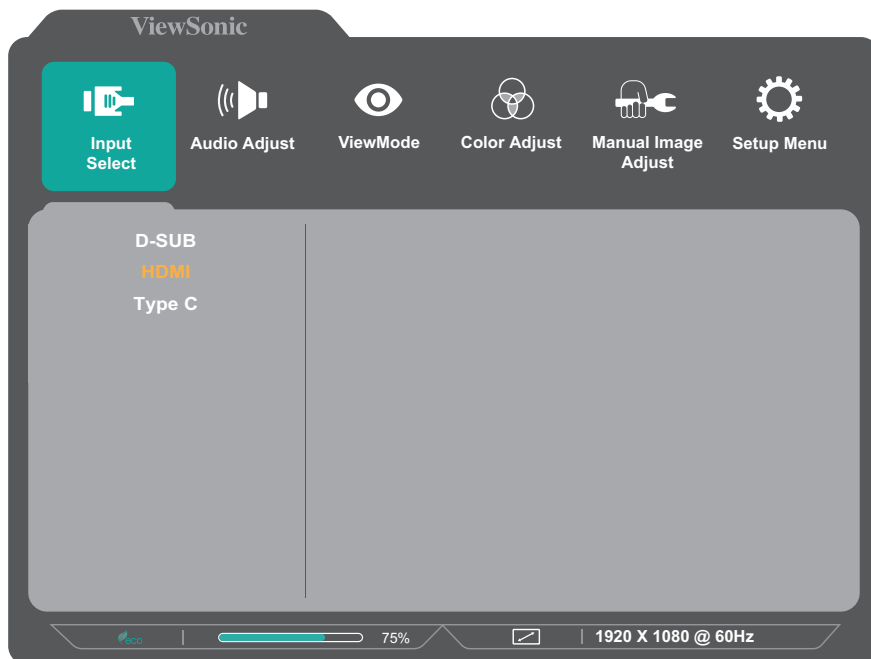 ViewSonic
Input
Select
Audio Adjust
ViewMode
Color Adjust
Manual Image
Adjust
Setup Menu
D-SUB
HDMI
Type C
eco
75%
1920 X 1080 @ 60Hz